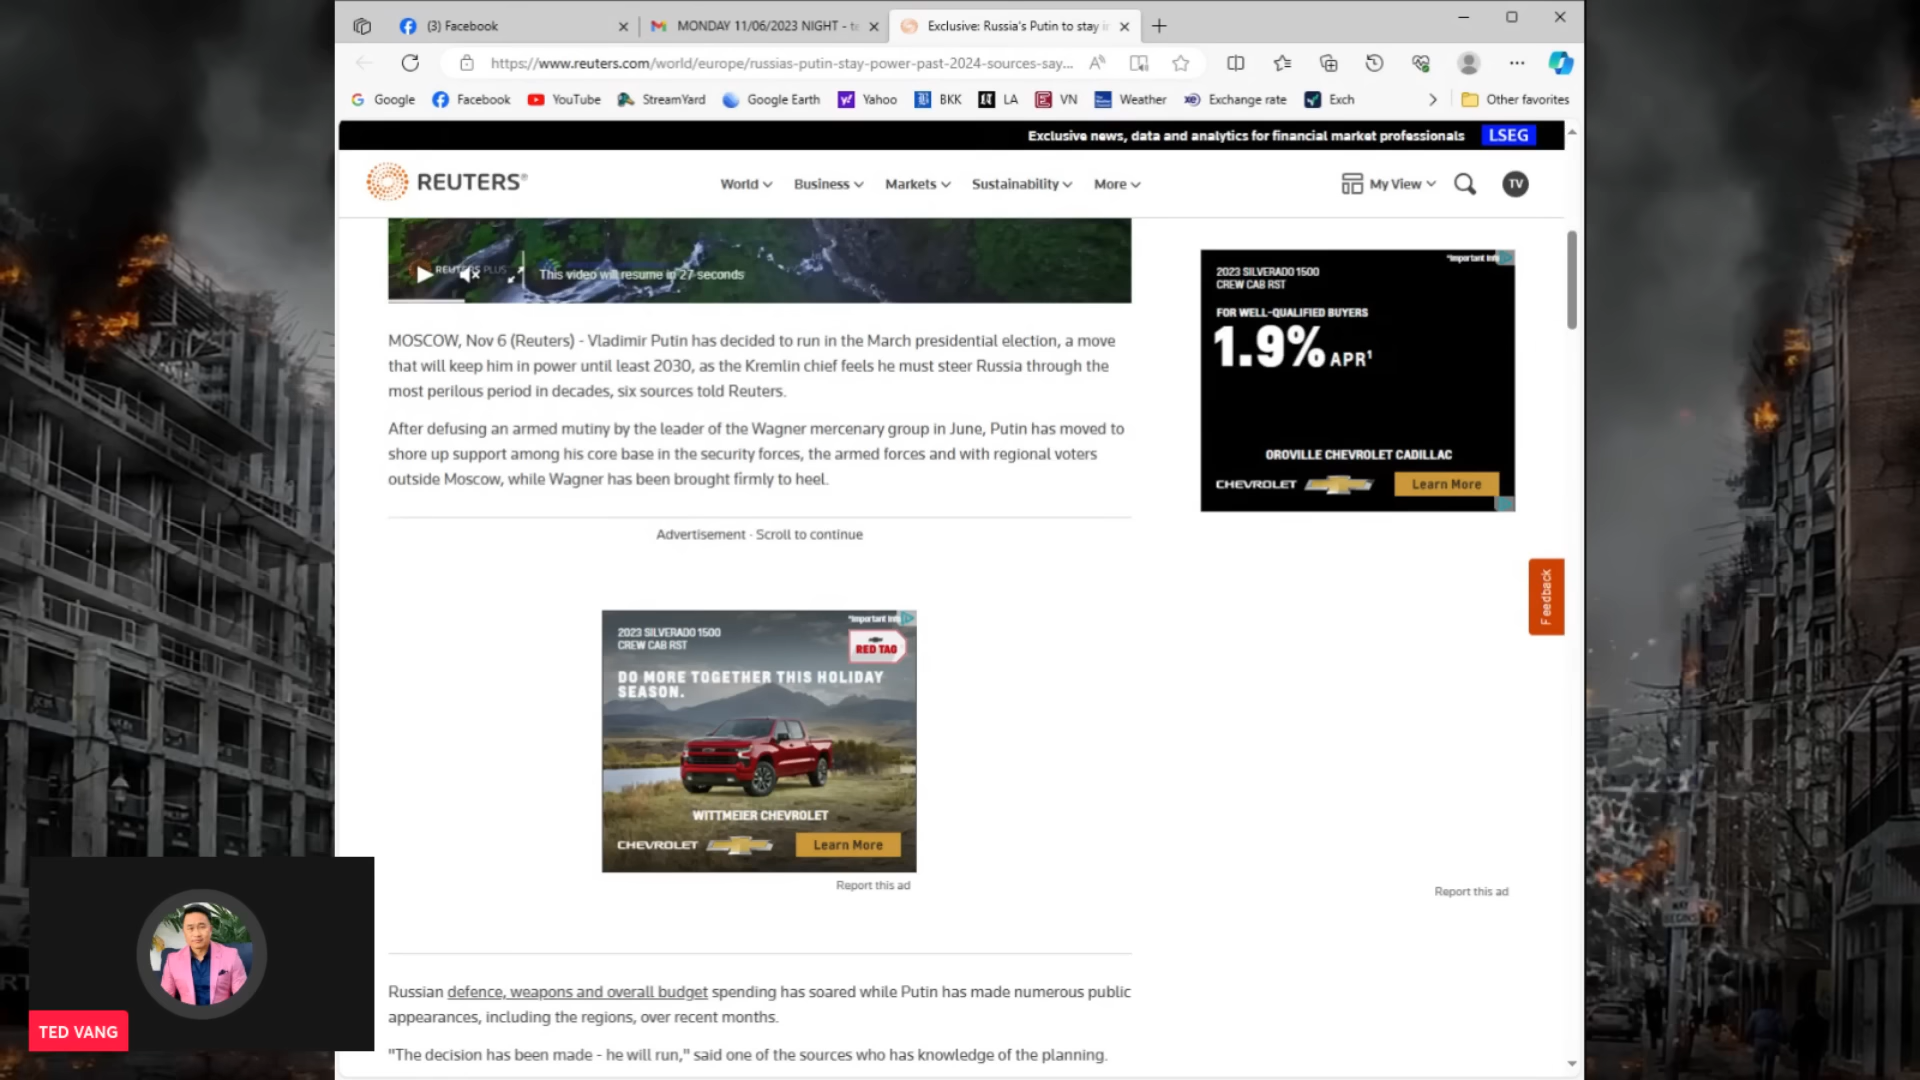 (3) Facebook
MONDAY 11/06/2023 NIGHT - te
Exclusive: Russia's Putin to stay in
https://www.reuters.com/world/europe/russias-putin-stay-power-past-2024-sources-say...
Google
Facebook
YouTube
StreamYard
Google Earth
Yahoo
BKK
LA
VN
Weather
Exchange rate
Exch
Other favorites
Exclusive news, data and analytics for financial market professionals
LSEG
REUTERS®
World
Business
Markets
Sustainability
More
My View
TV
REUTERS PLUS
This video will resume in 27 seconds
MOSCOW, Nov 6 (Reuters) - Vladimir Putin has decided to run in the March presidential election, a move
that will keep him in power until least 2030, as the Kremlin chief feels he must steer Russia through the
most perilous period in decades, six sources told Reuters.
After defusing an armed mutiny by the leader of the Wagner mercenary group in June, Putin has moved to
shore up support among his core base in the security forces, the armed forces and with regional voters
outside Moscow, while Wagner has been brought firmly to heel.
Advertisement · Scroll to continue
*Important Info
2023 SILVERADO 1500
CREW CAB RST
RED TAG
DO MORE TOGETHER THIS HOLIDAY
SEASON.
WITTMEIER CHEVROLET
CHEVROLET
Learn More
Report this ad
*Important Info
2023 SILVERADO 1500
CREW CAB RST
FOR WELL-QUALIFIED BUYERS
1.9% APR¹
OROVILLE CHEVROLET CADILLAC
CHEVROLET
Learn More
Feedback
Report this ad
Russian defence, weapons and overall budget spending has soared while Putin has made numerous public
appearances, including the regions, over recent months.
"The decision has been made - he will run," said one of the sources who has knowledge of the planning.
TED VANG